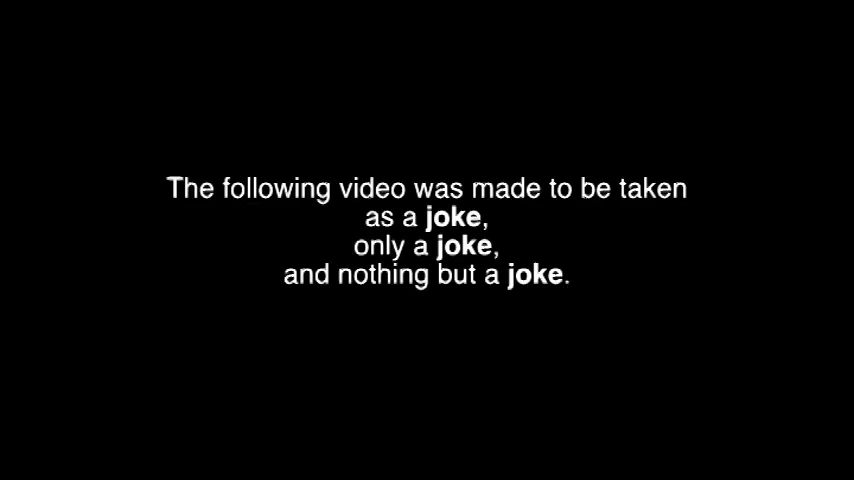 The following video was made to be taken
as a joke,
only a joke,
and nothing but a joke.